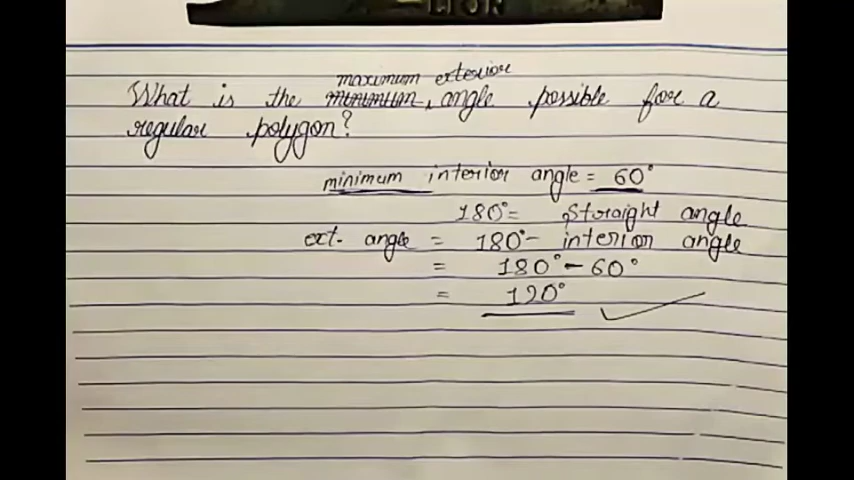 LION
maximum exterior
What is the minimum, angle possible for a
regular polygon?
minimum interior angle = 60°
180° = straight angle
ext. angle = 180° - interior angle
= 180° - 60°
= 120°